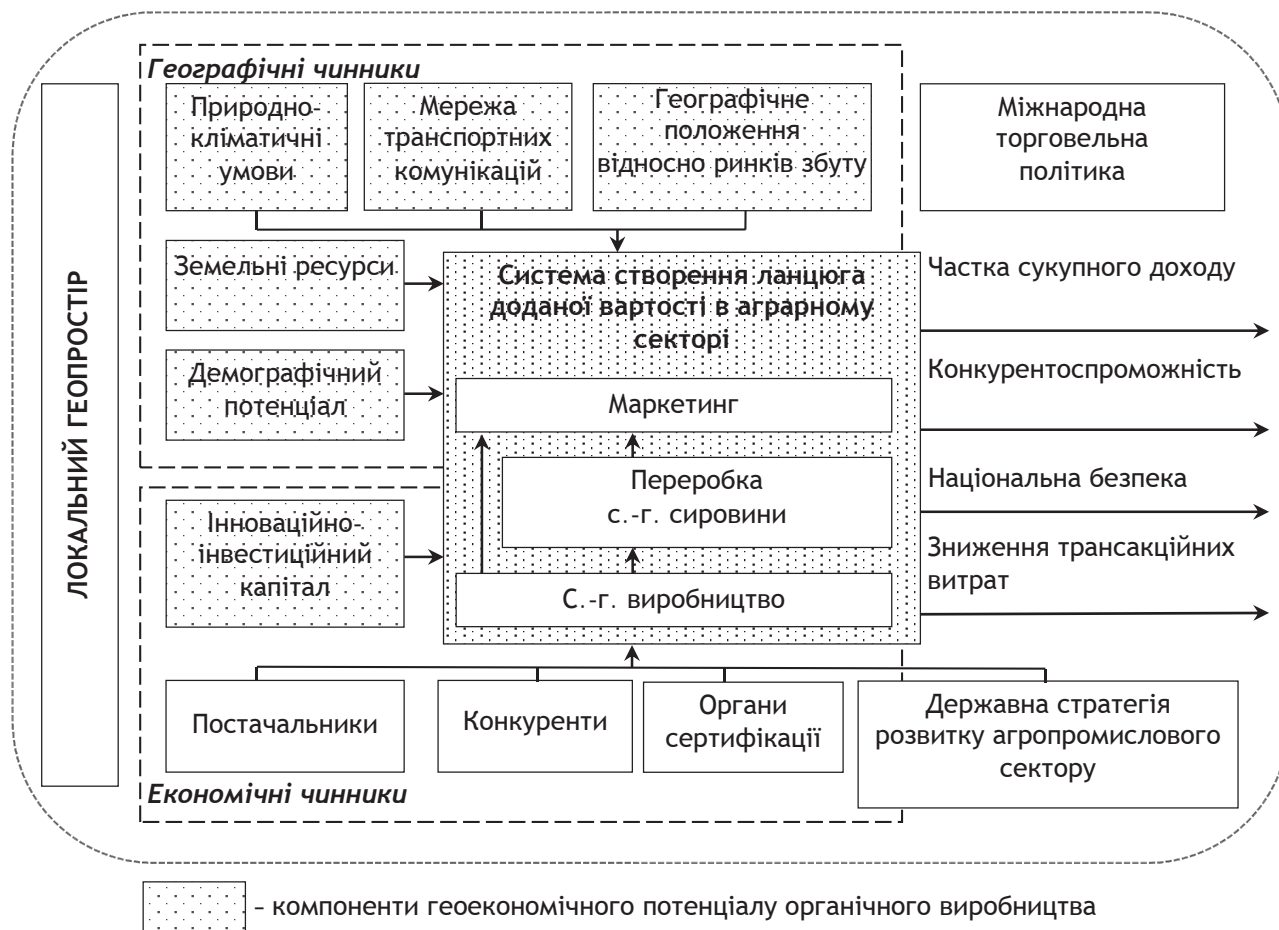 Географічні чинники
Природно-
кліматичні
умови
Мережа
транспортних
комунікацій
Географічне
положення
відносно ринків збуту
Міжнародна
торговельна
політика
ЛОКАЛЬНИЙ ГЕОПРОСТІР
Земельні ресурси
Система створення ланцюга
доданої вартості в аграрному
секторі
Частка сукупного доходу
Демографічний
потенціал
Маркетинг
Конкурентоспроможність
Переробка
с.-г. сировини
Національна безпека
Інноваційно-
інвестиційний
капітал
С.-г. виробництво
Зниження трансакційних
витрат
Постачальники
Конкуренти
Органи
сертифікації
Державна стратегія
розвитку агропромислового
сектору
Економічні чинники
– компоненти геоекономічного потенціалу органічного виробництва